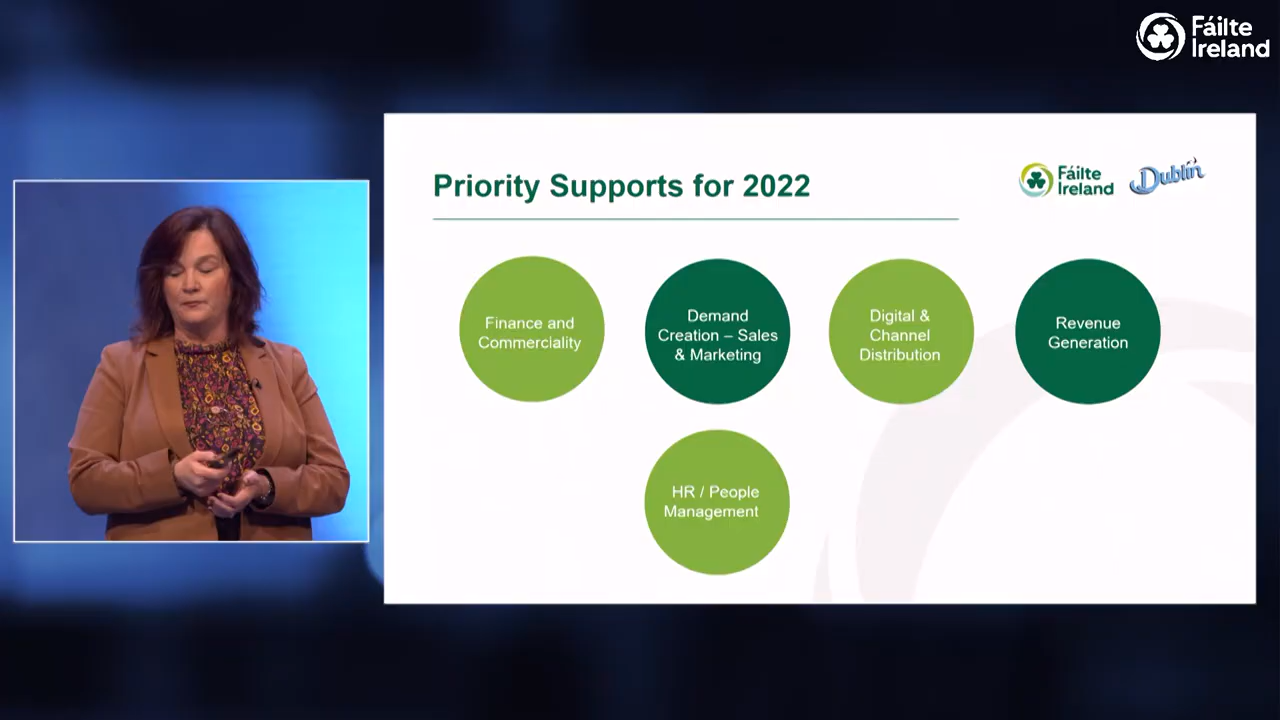 Fáilte
Ireland
Priority Supports for 2022
Fáilte
Ireland
Dublin
Finance and
Commerciality
Demand
Creation – Sales
& Marketing
Digital &
Channel
Distribution
Revenue
Generation
HR / People
Management